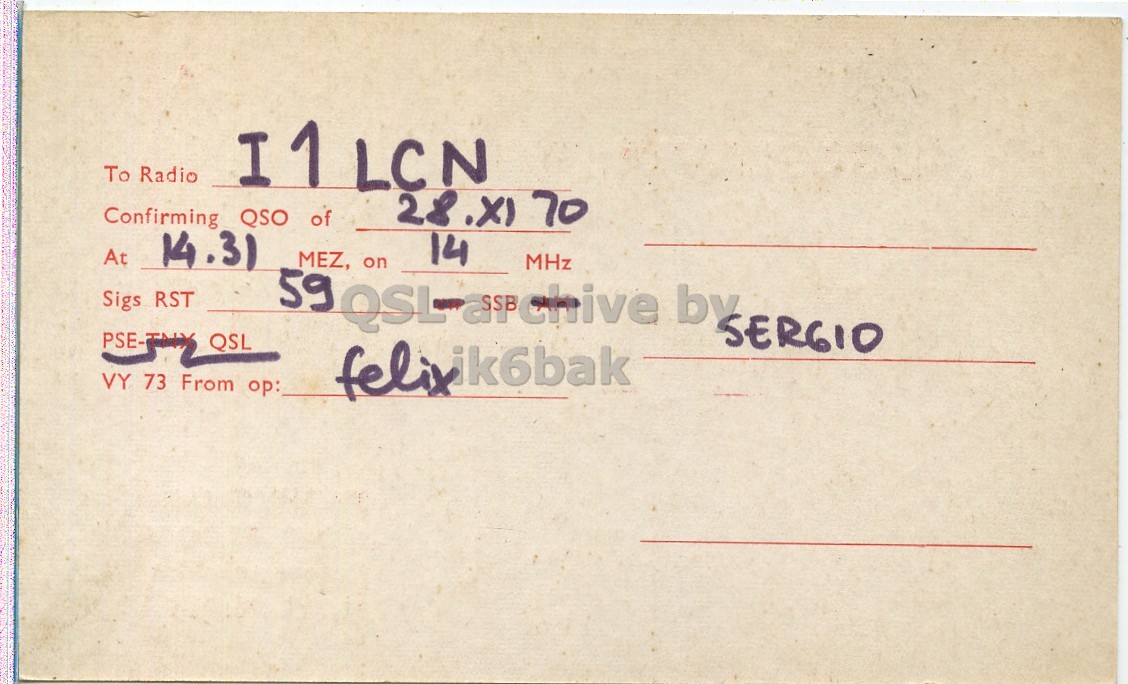 To Radio I1LCN
Confirming QSO of 28.XI 70
At 14.31 MEZ, on 14 MHz
Sigs RST 59 SSB
PSE-TNX QSL
VY 73 From op: felix
SERGIO
QSL archive by
ik6bak